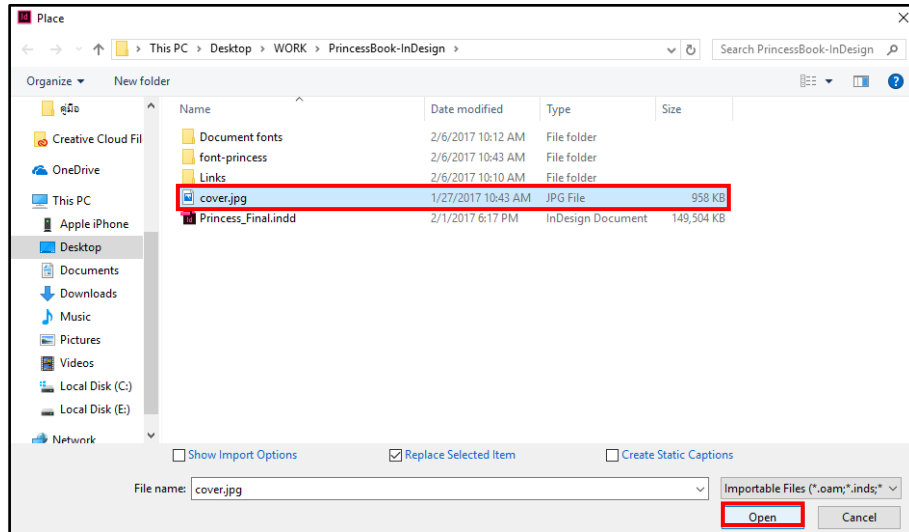 Id Place
This PC > Desktop > WORK > PrincessBook-InDesign >
Search PrincessBook-InDesign
Organize New folder
?
คู่มือ
Creative Cloud Fil
OneDrive
This PC
Apple iPhone
Desktop
Documents
Downloads
Music
Pictures
Videos
Local Disk (C:)
Local Disk (E:)
Network
Name Date modified Type Size
Document fonts 2/6/2017 10:12 AM File folder
font-princess 2/6/2017 10:43 AM File folder
Links 2/6/2017 10:10 AM File folder
cover.jpg 1/27/2017 10:43 AM JPG File 958 KB
Princess_Final.indd 2/1/2017 6:17 PM InDesign Document 149,504 KB
Show Import Options Replace Selected Item Create Static Captions
File name: cover.jpg Importable Files (*.oam;*.inds;*
Open Cancel